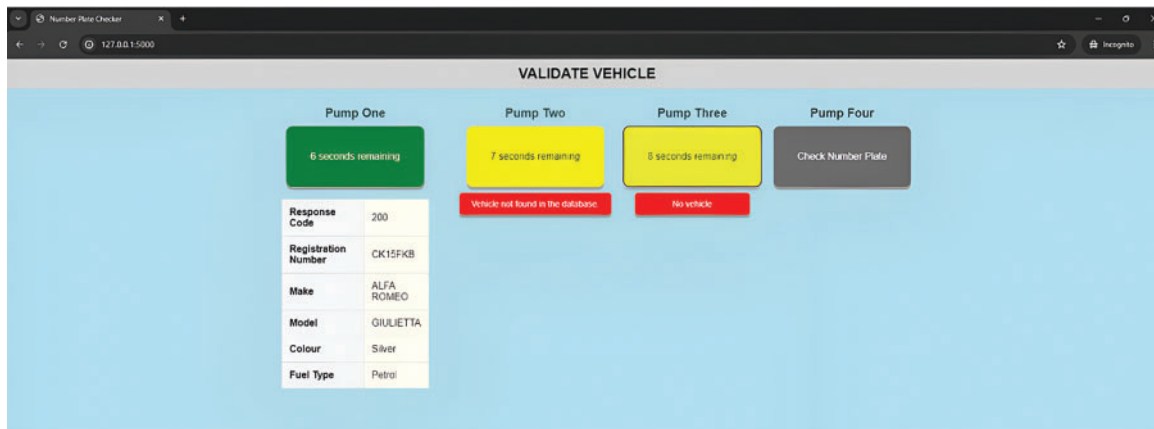 Number Plate Checker
127.0.0.1:5000
Incognito
VALIDATE VEHICLE
Pump One
Pump Two
Pump Three
Pump Four
6 seconds remaining
7 seconds remaining
8 seconds remaining
Check Number Plate
Vehicle not found in the database.
No vehicle
Response
Code
200
Registration
Number
CK15FKB
Make
ALFA
ROMEO
Model
GIULIETTA
Colour
Silver
Fuel Type
Petrol